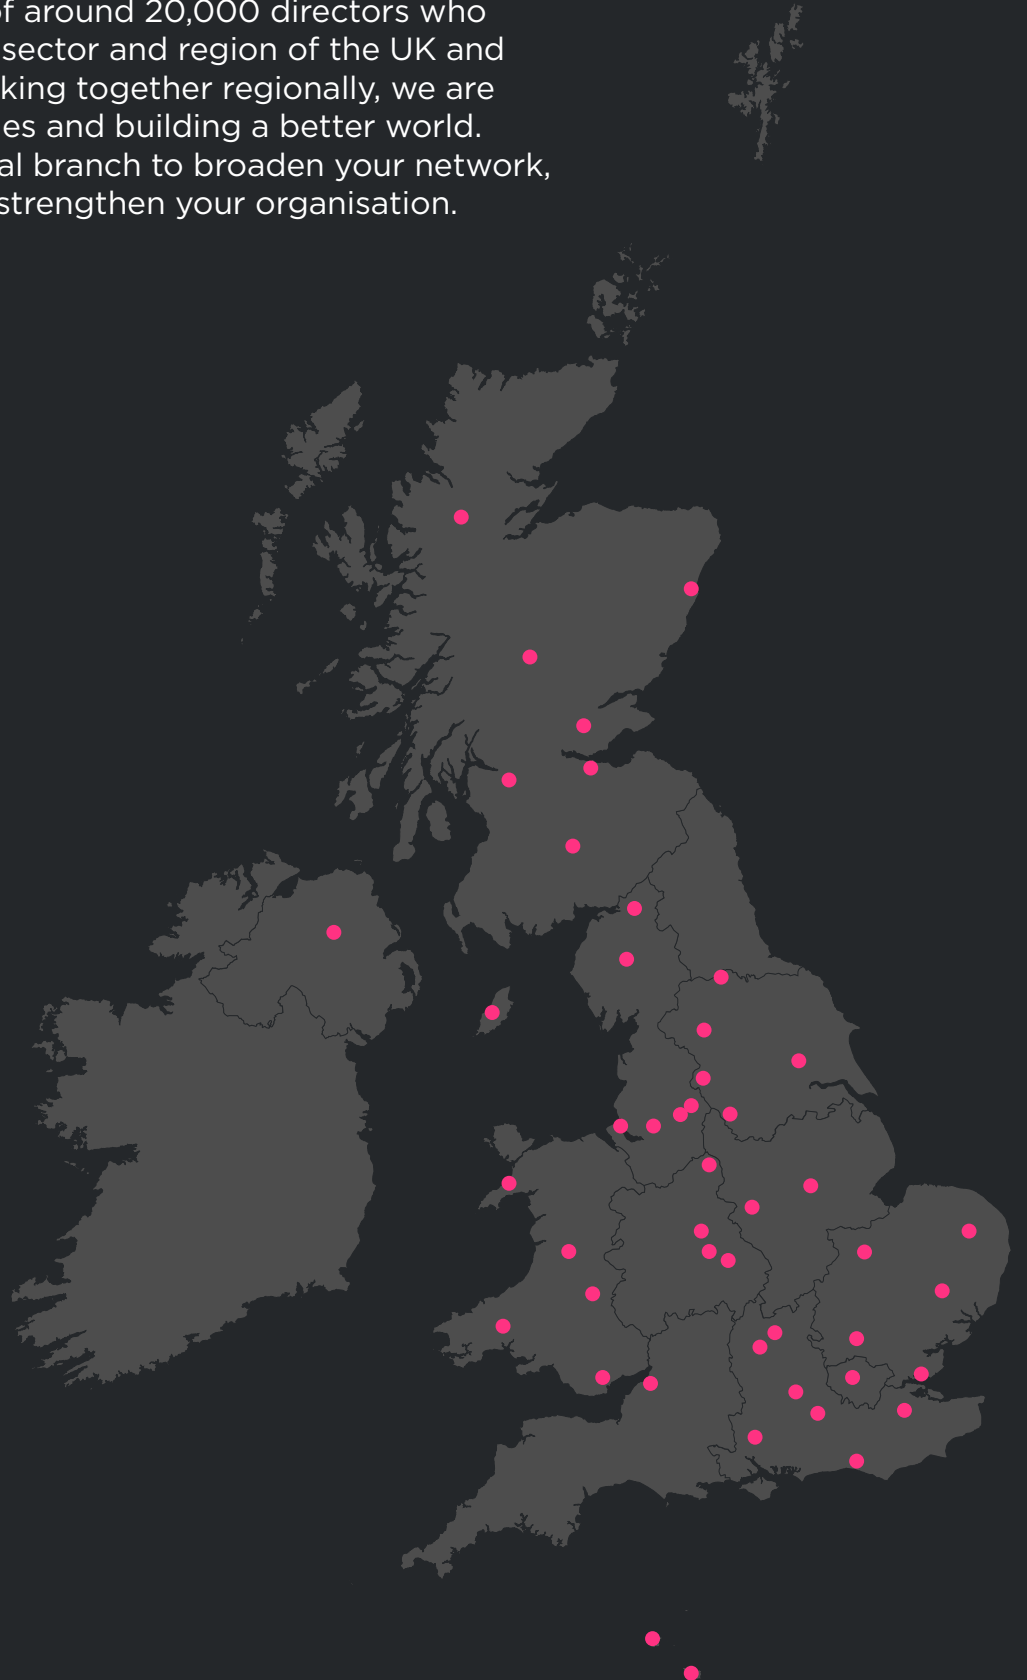 of around 20,000 directors who
sector and region of the UK and
king together regionally, we are
es and building a better world.
al branch to broaden your network,
strengthen your organisation.